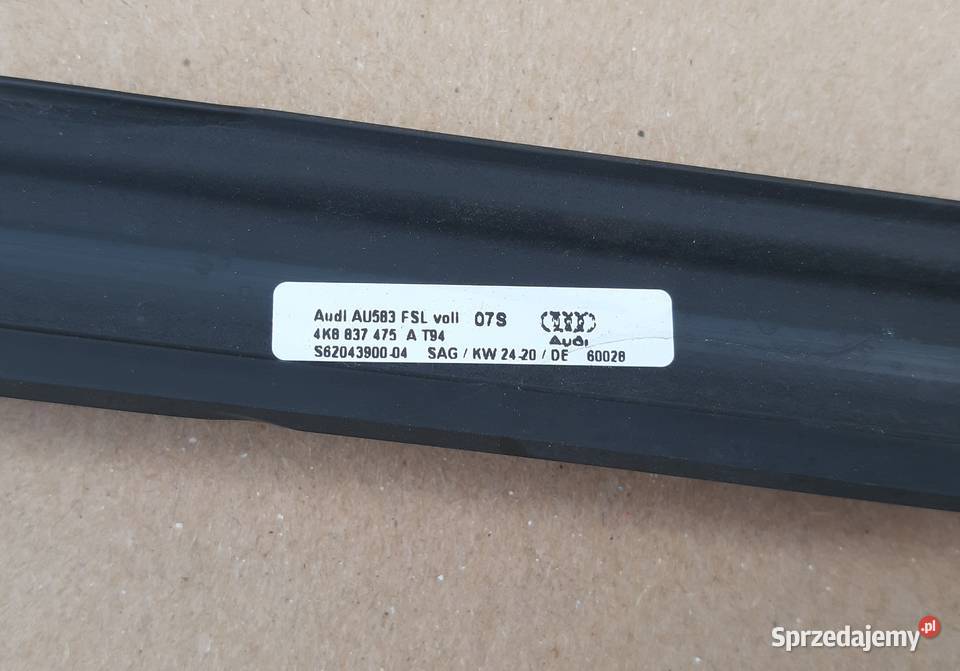 Audi AU583 FSL voll 07S
4K8 837 475 A T94
Audi
S62043900-04 SAG / KW 24-20 / DE 60028
Sprzedajemy.pl